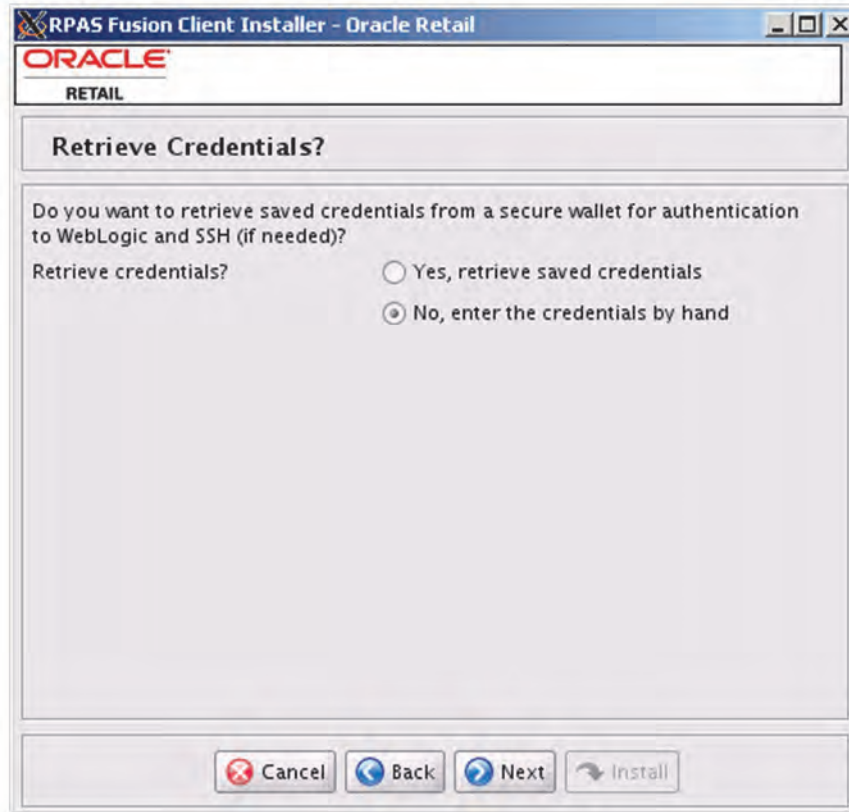 RPAS Fusion Client Installer - Oracle Retail
ORACLE
RETAIL
Retrieve Credentials?
Do you want to retrieve saved credentials from a secure wallet for authentication
to WebLogic and SSH (if needed)?
Retrieve credentials?
Yes, retrieve saved credentials
No, enter the credentials by hand
Cancel
Back
Next
Install